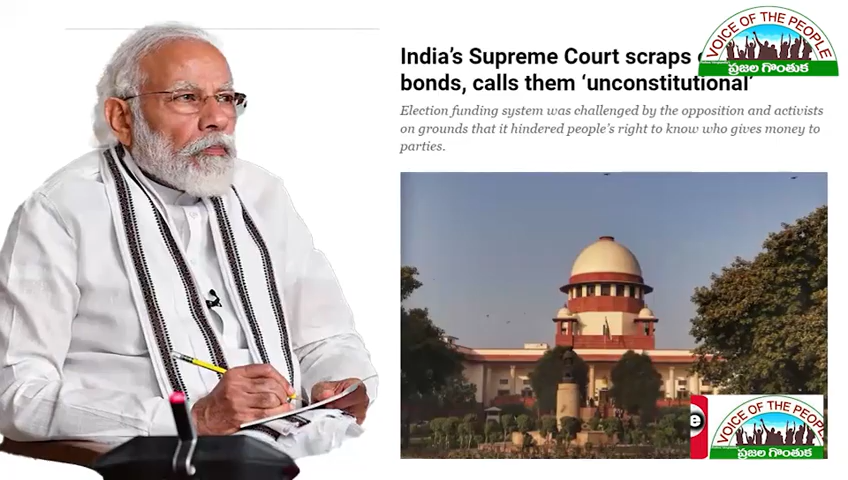 India's Supreme Court scraps
bonds, calls them 'unconstitutional'
Election funding system was challenged by the opposition and activists
on grounds that it hindered people's right to know who gives money to
parties.
VOICE OF THE PEOPLE
ప్రజల గొంతుక
e
VOICE OF THE PEOPLE
ప్రజల గొంతుక